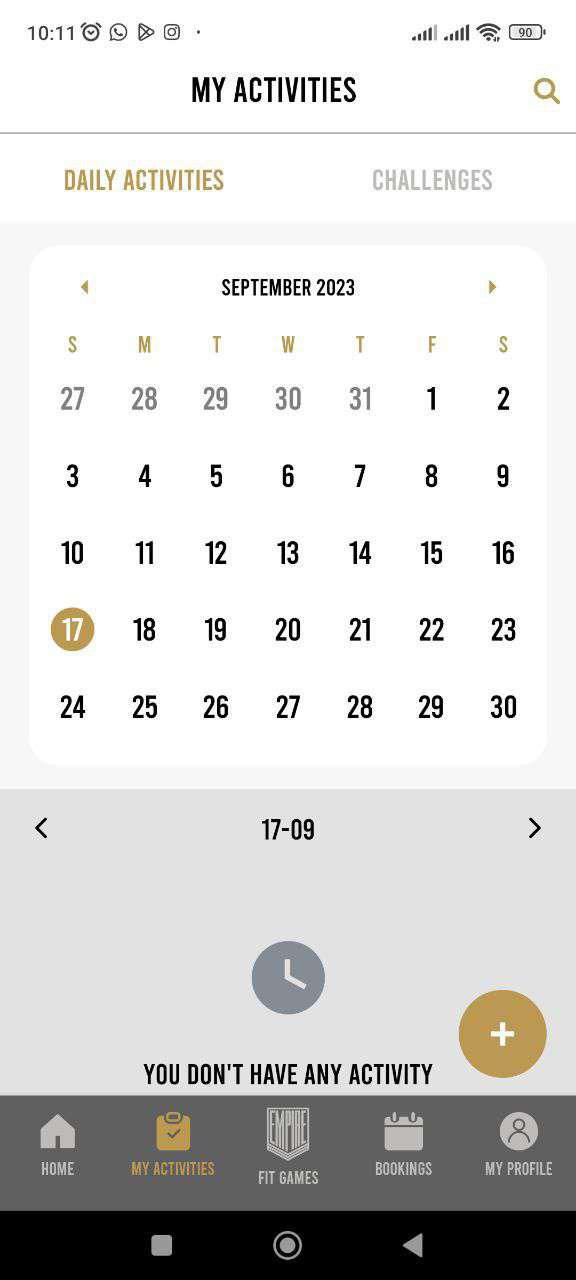 10:11 90
MY ACTIVITIES
DAILY ACTIVITIES CHALLENGES
SEPTEMBER 2023
S M T W T F S
27 28 29 30 31 1 2
3 4 5 6 7 8 9
10 11 12 13 14 15 16
17 18 19 20 21 22 23
24 25 26 27 28 29 30
17-09
YOU DON'T HAVE ANY ACTIVITY
EMPIRE
HOME MY ACTIVITIES FIT GAMES BOOKINGS MY PROFILE